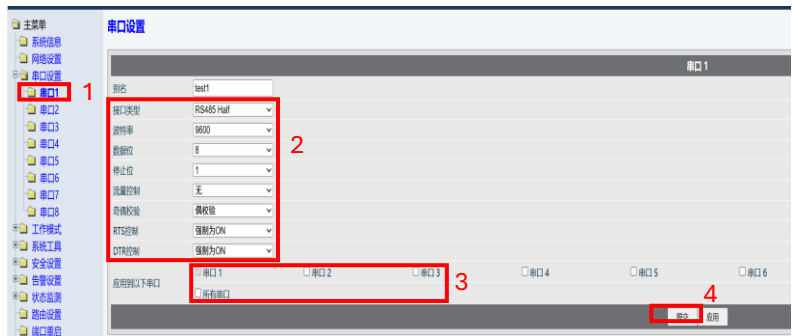 主菜单
系统信息
网络设置
串口设置
串口1
串口2
串口3
串口4
串口5
串口6
串口7
串口8
工作模式
系统工具
安全设置
告警设置
状态监测
路由设置
端口重启
1
串口设置
串口 1
别名 test1
接口类型 RS485 Half
波特率 9600
数据位 8
停止位 1
流量控制 无
奇偶校验 偶校验
RTS控制 强制为ON
DTR控制 强制为ON
2
应用到以下串口 串口 1 串口 2 串口 3 串口 4 串口 5 串口 6
所有串口
3
4
提交 应用